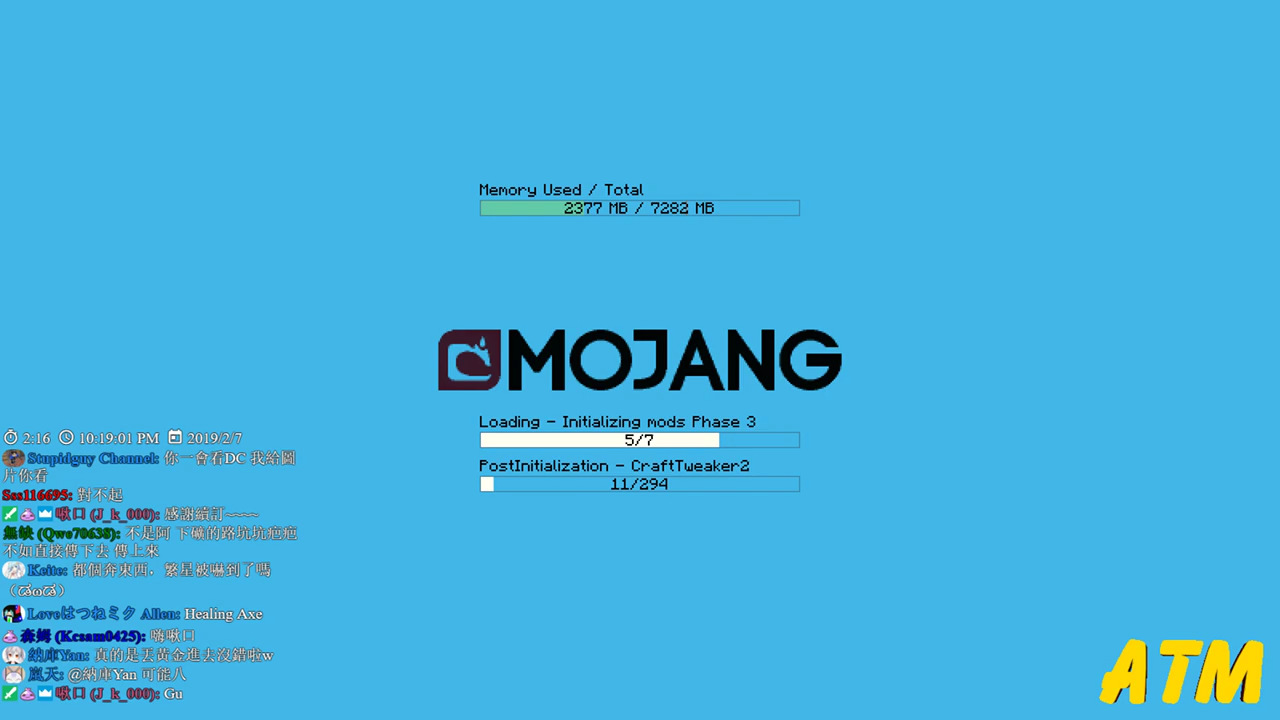 Memory Used / Total
2377 MB / 7282 MB
MOJANG
Loading - Initializing mods Phase 3
5/7
PostInitialization - CraftTweaker2
11/294
2:16 10:19:01 PM 2019/2/7
Stupidguy Channel: 你一會看DC 我給圖
片你看
Sss116695: 對不起
啾口 (J_k_000): 感謝續訂~~~~
無缺 (Qwe70638): 不是阿 下礦的路坑坑疤疤
不如直接傳下去 傳上來
Keite: 都個奔東西．繁星被嚇到了嗎
Loveはつねミク Allen: Healing Axe
森姆 (Kcsam0425): 嗨啾口
納庫Yan: 真的是丟黃金進去沒錯啦w
嵐天: @納庫Yan 可能八
啾口 (J_k_000): Gu
ATM